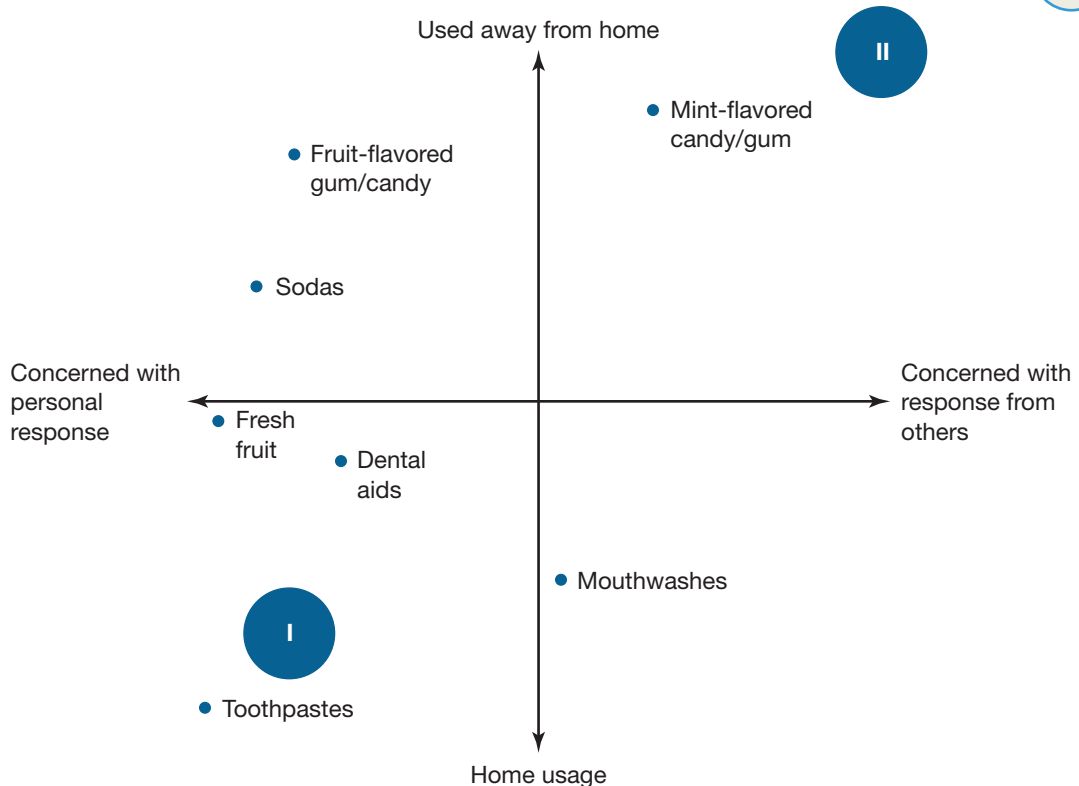 Used away from home
II
Mint-flavored
candy/gum
Fruit-flavored
gum/candy
Sodas
Concerned with
personal
response
Concerned with
response from
others
Fresh
fruit
Dental
aids
Mouthwashes
I
Toothpastes
Home usage